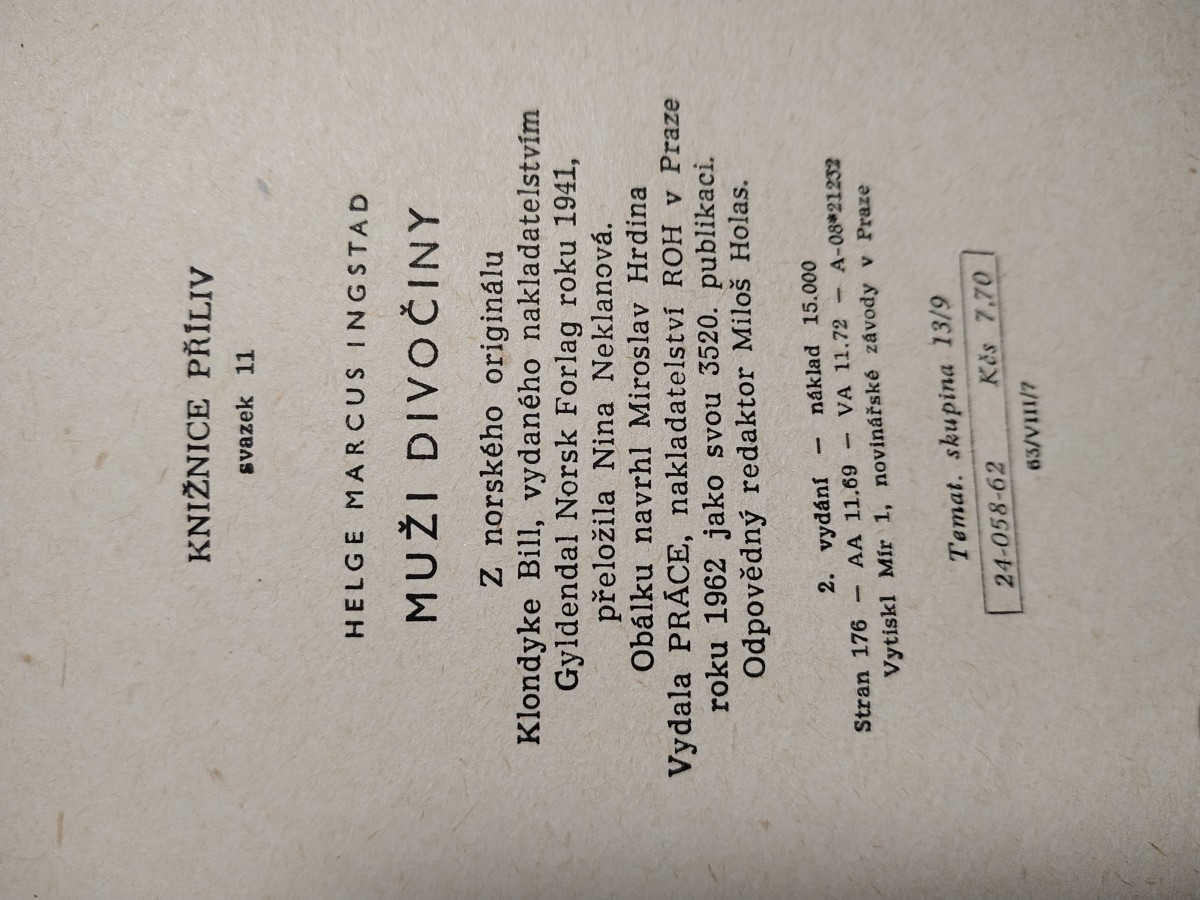 KNIŽNICE PŘÍLIV
svazek 11
HELGE MARCUS INGSTAD
MUŽI DIVOČINY
Z norského originálu
Klondyke Bill, vydaného nakladatelstvím
Gyldendal Norsk Forlag roku 1941,
přeložila Nina Neklanová.
Obálku navrhl Miroslav Hrdina
Vydala PRÁCE, nakladatelství ROH v Praze
roku 1962 jako svou 3520. publikaci.
Odpovědný redaktor Miloš Holas.
2. vydání — náklad 15.000
Stran 176 — AA 11.69 — VA 11.72 — A-08*21232
Vytiskl Mír 1, novinářské závody v Praze
Temat. skupina 13/9
24-058-62 Kčs 7,70
63/VIII/7